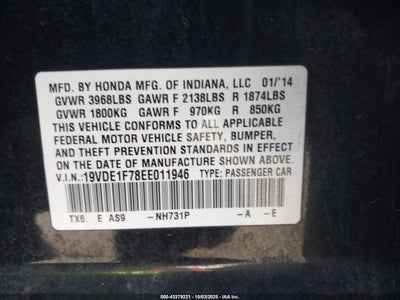 MFD. BY HONDA MFG. OF INDIANA, LLC 01/'14
GVWR 3968LBS GAWR F 2138LBS R 1874LBS
GVWR 1800KG GAWR F 970KG R 850KG
THIS VEHICLE CONFORMS TO ALL APPLICABLE
FEDERAL MOTOR VEHICLE SAFETY, BUMPER,
AND THEFT PREVENTION STANDARDS IN EFFECT
ON THE DATE OF MANUFACTURE SHOWN ABOVE.
V.I.N.:19VDE1F78EE011946 TYPE: PASSENGER CAR
TX6 E AS9 -NH731P -A -E
000-43379221 - 10/03/2025 - (C) IAA, Inc.